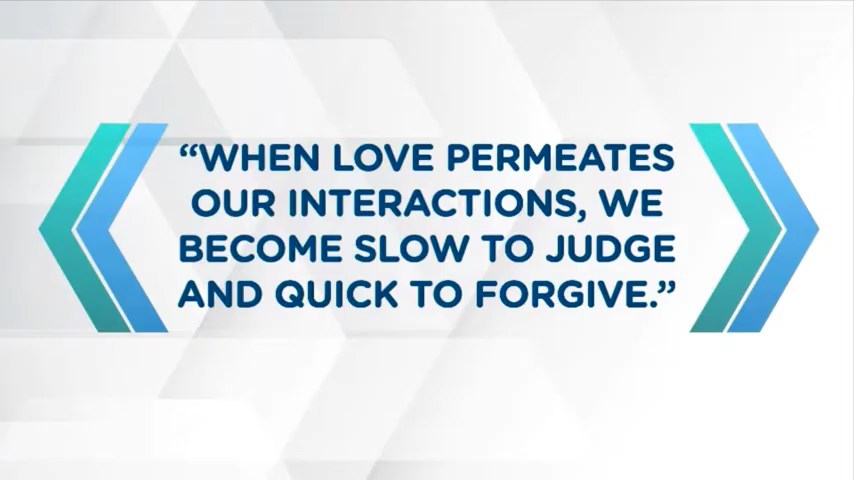 “WHEN LOVE PERMEATES
OUR INTERACTIONS, WE
BECOME SLOW TO JUDGE
AND QUICK TO FORGIVE.”